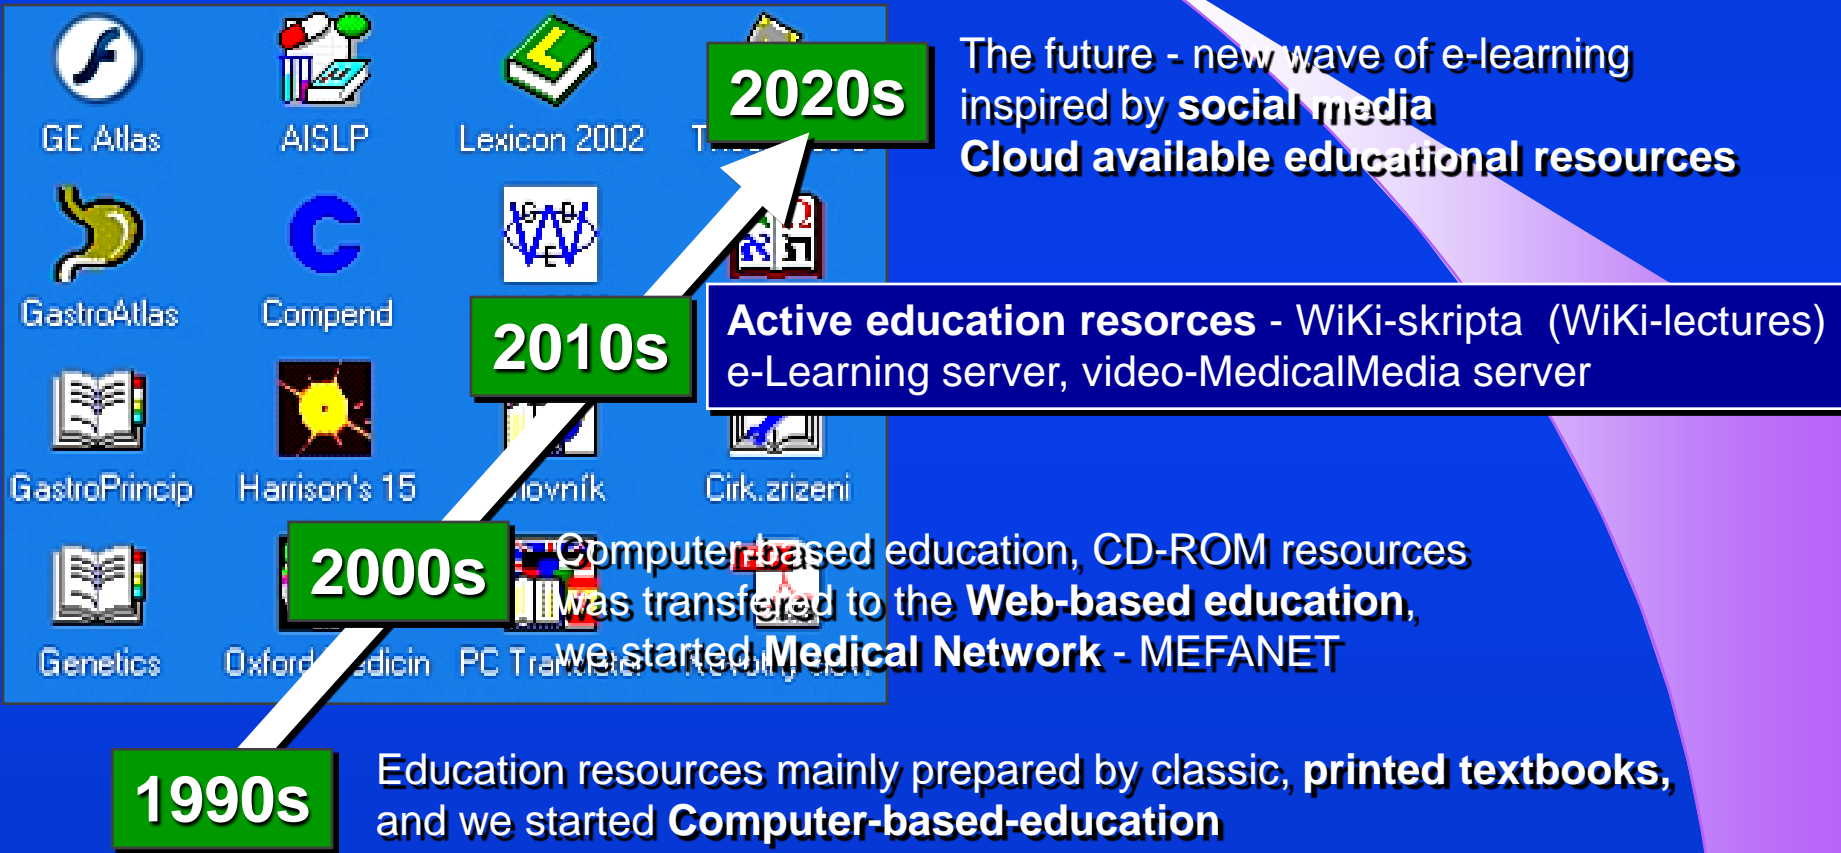 GE Atlas
AISLP
Lexicon 2002
2020s
The future - new wave of e-learning
inspired by social media
Cloud available educational resources
GastroAtlas
Compend
2010s
Active education resorces - WiKi-skripta (WiKi-lectures)
e-Learning server, video-MedicalMedia server
GastroPrincip
Harrison's 15
Cirk.zrizeni
2000s
Computer-based education, CD-ROM resources
was transfered to the Web-based education,
we started Medical Network - MEFANET
Genetics
Oxford
PC Translator
1990s
Education resources mainly prepared by classic, printed textbooks,
and we started Computer-based-education